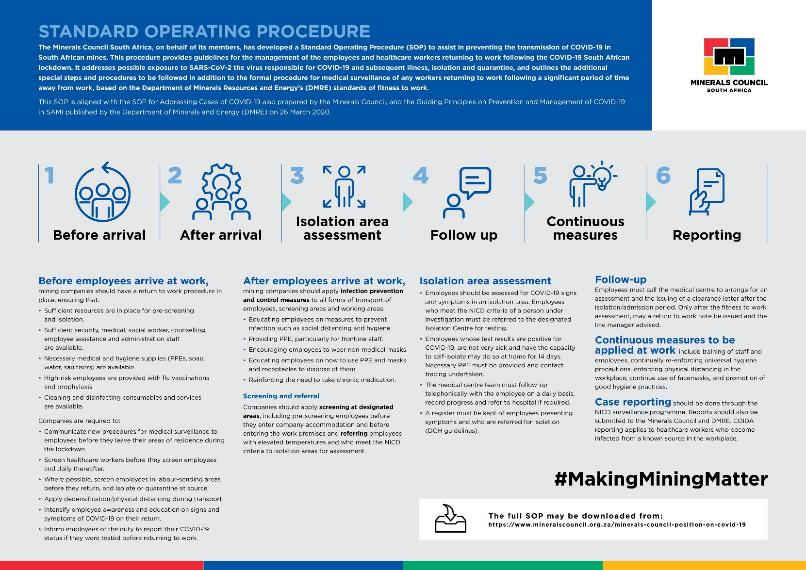 STANDARD OPERATING PROCEDURE
The Minerals Council South Africa, on behalf of its members, has developed a Standard Operating Procedure (SOP) to assist in preventing the transmission of COVID-19 in
South African mines. This procedure provides guidelines for the management of the employees and healthcare workers returning to work following the COVID-19 South African
lockdown. It addresses possible exposure to SARS-CoV-2 the virus responsible for COVID-19 and subsequent illness, isolation and quarantine, and outlines the additional
special steps and procedures to be followed in addition to the formal procedure for medical surveillance of any workers returning to work following a significant period of time
away from work, based on the Department of Minerals Resources and Energy's (DMRE) standards of fitness to work.
This SOP is aligned with the SOP for Addressing Cases of COVID-19 also prepared by the Minerals Council, and the Guiding Principles on Prevention and Management of COVID-19
in SAMI published by the Department of Minerals and Energy (DMRE) on 26 March 2020.
MINERALS COUNCIL
SOUTH AFRICA
1
Before arrival
2
After arrival
3
Isolation area
assessment
4
Follow up
5
Continuous
measures
6
Reporting
Before employees arrive at work,
mining companies should have a return to work procedure in
place, ensuring that:
• Sufficient resources are in place for pre-screening
and isolation.
• Sufficient security, medical, social worker, counselling,
employee assistance and administration staff
are available.
• Necessary medical and hygiene supplies (PPEs, soap,
water, sanitisors) are available.
• High-risk employees are provided with flu vaccinations
and prophylaxis.
• Cleaning and disinfecting consumables and services
are available.
Companies are required to:
• Communicate new procedures for medical surveillance to
employees before they leave their areas of residence during
the lockdown.
• Screen healthcare workers before they screen employees
and daily thereafter.
• Where possible, screen employees in labour-sending areas
before they return, and isolate or quarantine at source.
• Apply decensification/physical distancing during transport.
• Intensify employee awareness and education on signs and
symptoms of COVID-19 on their return.
• Inform employees of the duty to report their COVID-19
status if they were tested before returning to work.
After employees arrive at work,
mining companies should apply infection prevention
and control measures to all forms of transport of
employees, screening areas and working areas:
• Educating employees on measures to prevent
infection such as social distancing and hygiene.
• Providing PPE, particularly for frontline staff.
• Encouraging employees to wear non-medical masks.
• Educating employees on how to use PPE and masks
and receptacles to dispose of them.
• Reinforcing the need to take chronic medication.
Screening and referral
Companies should apply screening at designated
areas, including pre-screening employees before
they enter company accommodation and before
entering the work premises and referring employees
with elevated temperatures and who meet the NICD
criteria to isolation areas for assessment.
Isolation area assessment
• Employees should be assessed for COVID-19 signs
and symptoms in an isolation area. Employees
who meet the NICD criteria of a person under
Investigation must be referred to the designated
Isolation Centre for testing.
• Employees whose test results are positive for
COVID-19, are not very sick and have the capacity
to self-isolate may do so at home for 14 days.
Necessary PPE must be provided and contact
tracing undertaken.
• The medical centre team must follow up
telephonically with the employee on a daily basis,
record progress and refer to hospital if required.
• A register must be kept of employees presenting
symptoms and who are referred for isolation
(DOH guidelines).
Follow-up
Employees must call the medical centre to arrange for an
assessment and the issuing of a clearance letter after the
isolation/admission period. Only after the fitness to work
assessment, may a return to work note be issued and the
line manager advised.
Continuous measures to be
applied at work include training of staff and
employees, continually re-enforcing universal hygiene
precautions, enforcing physical distancing in the
workplace, continue use of facemasks, and promotion of
good hygiene practices.
Case reporting should be done through the
NICD surveillance programme. Reports should also be
submitted to the Minerals Council and DMRE. COIDA
reporting applies to healthcare workers who become
infected from a known source in the workplace.
#MakingMiningMatter
The full SOP may be downloaded from:
https://www.mineralscouncil.org.za/minerals-council-position-on-covid-19